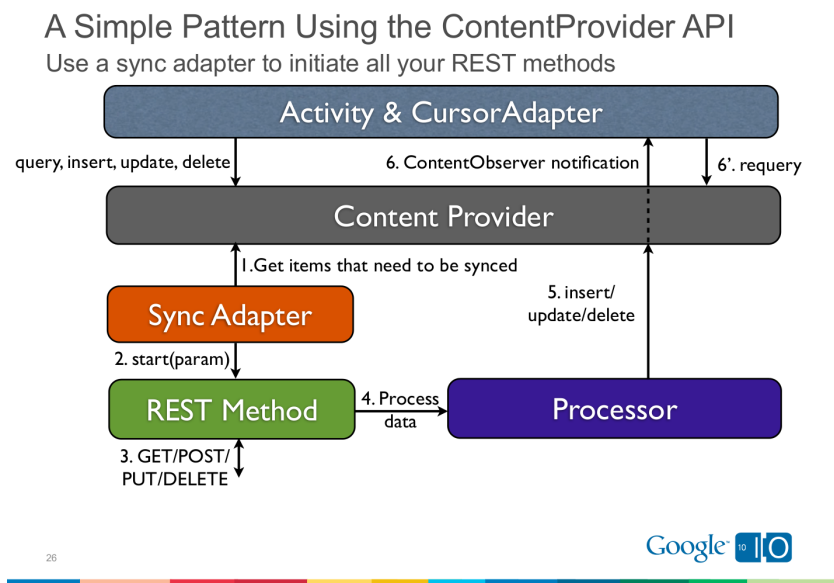 A Simple Pattern Using the ContentProvider API
Use a sync adapter to initiate all your REST methods
Activity & CursorAdapter
query, insert, update, delete
6. ContentObserver notification
6’. requery
Content Provider
1.Get items that need to be synced
5. insert/
update/delete
Sync Adapter
2. start(param)
REST Method
4. Process
data
Processor
3. GET/POST/
PUT/DELETE
26
Google 10 IO